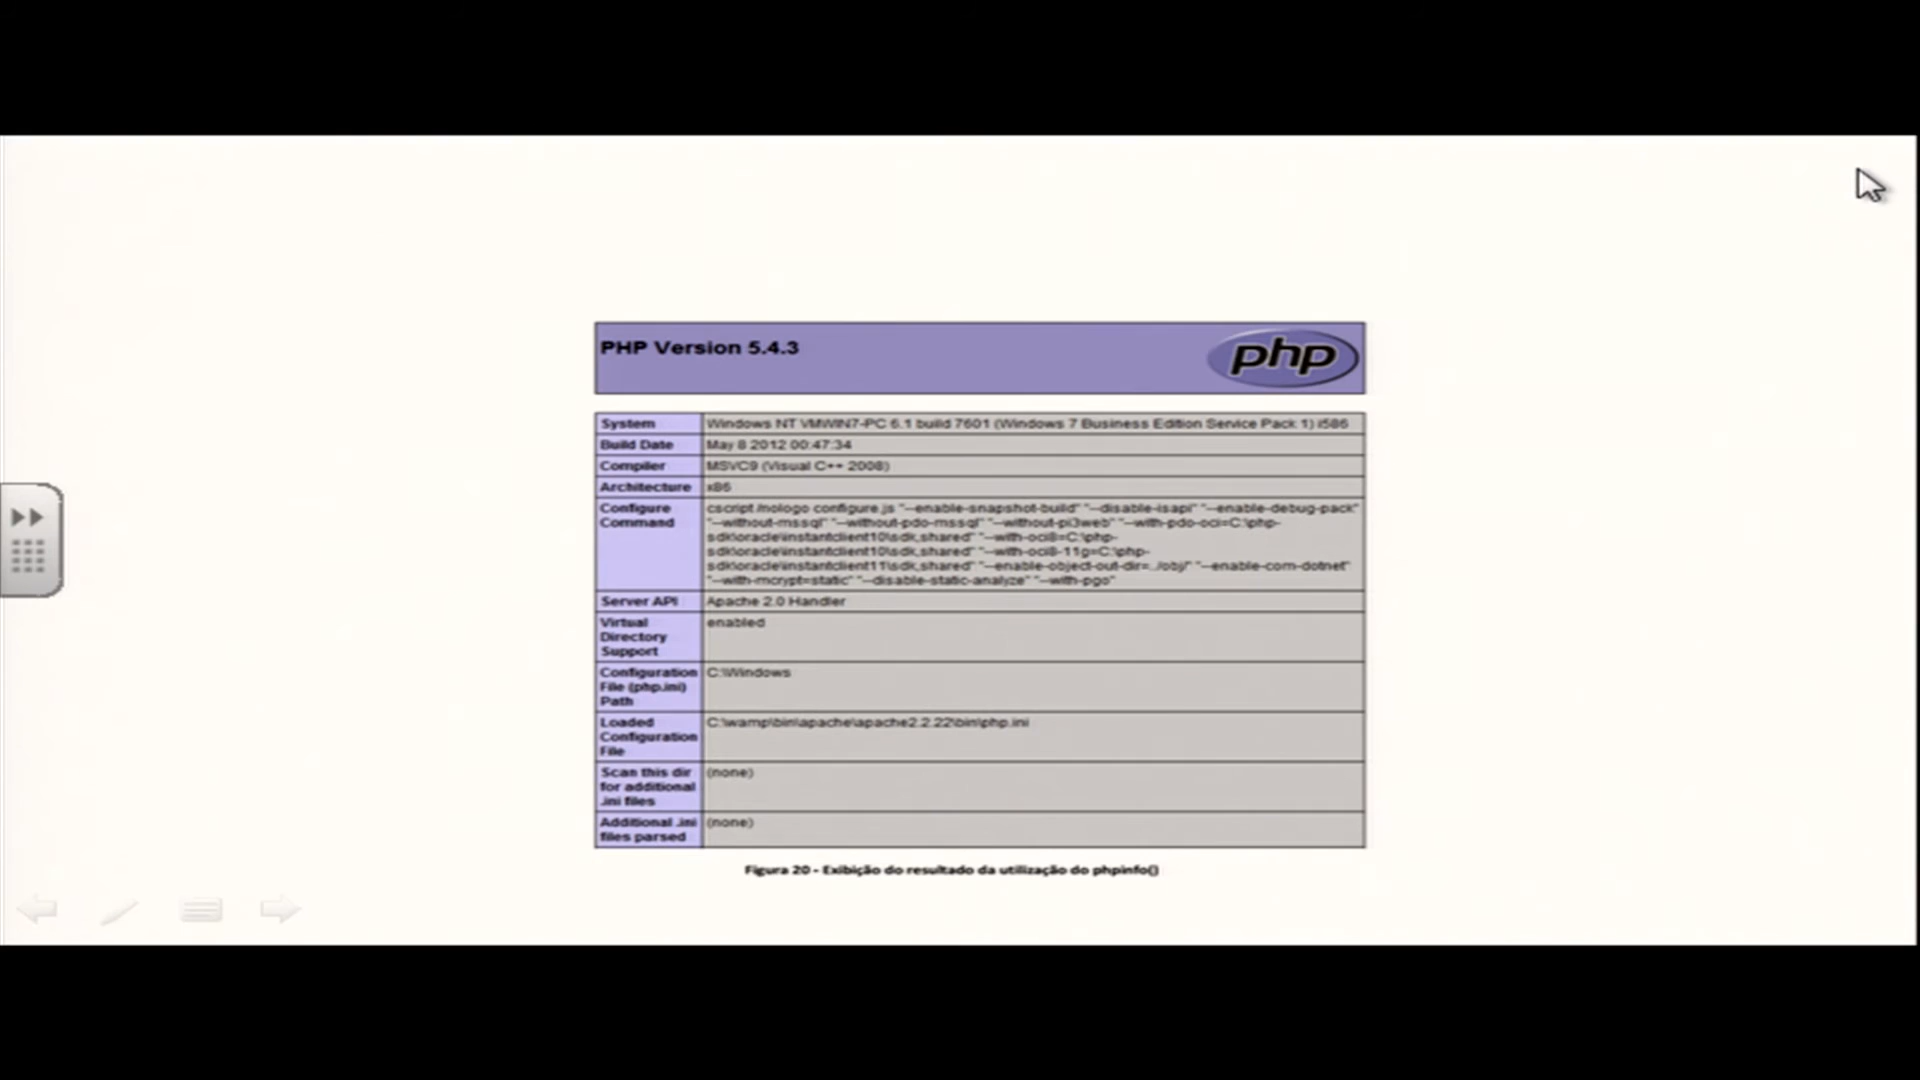 PHP Version 5.4.3
php
System Windows NT VMWIN7-PC 6.1 build 7601 (Windows 7 Business Edition Service Pack 1) i586
Build Date May 8 2012 00:47:34
Compiler MSVC9 (Visual C++ 2008)
Architecture x86
Configure cscript /nologo configure.js "--enable-snapshot-build" "--disable-isapi" "--enable-debug-pack"
Command "--without-mssql" "--without-pdo-mssql" "--without-pi3web" "--with-pdo-oci=C:\php-
sdk\oracle\instantclient10\sdk,shared" "--with-oci8=C:\php-
sdk\oracle\instantclient10\sdk,shared" "--with-oci8-11g=C:\php-
sdk\oracle\instantclient11\sdk,shared" "--enable-object-out-dir=../obj/" "--enable-com-dotnet"
"--with-mcrypt=static" "--disable-static-analyze" "--with-pgo"
Server API Apache 2.0 Handler
Virtual enabled
Directory
Support
Configuration C:\Windows
File (php.ini)
Path
Loaded C:\wamp\bin\apache\apache2.2.22\bin\php.ini
Configuration
File
Scan this dir (none)
for additional
.ini files
Additional .ini (none)
files parsed
Figura 20 - Exibição do resultado da utilização do phpinfo()